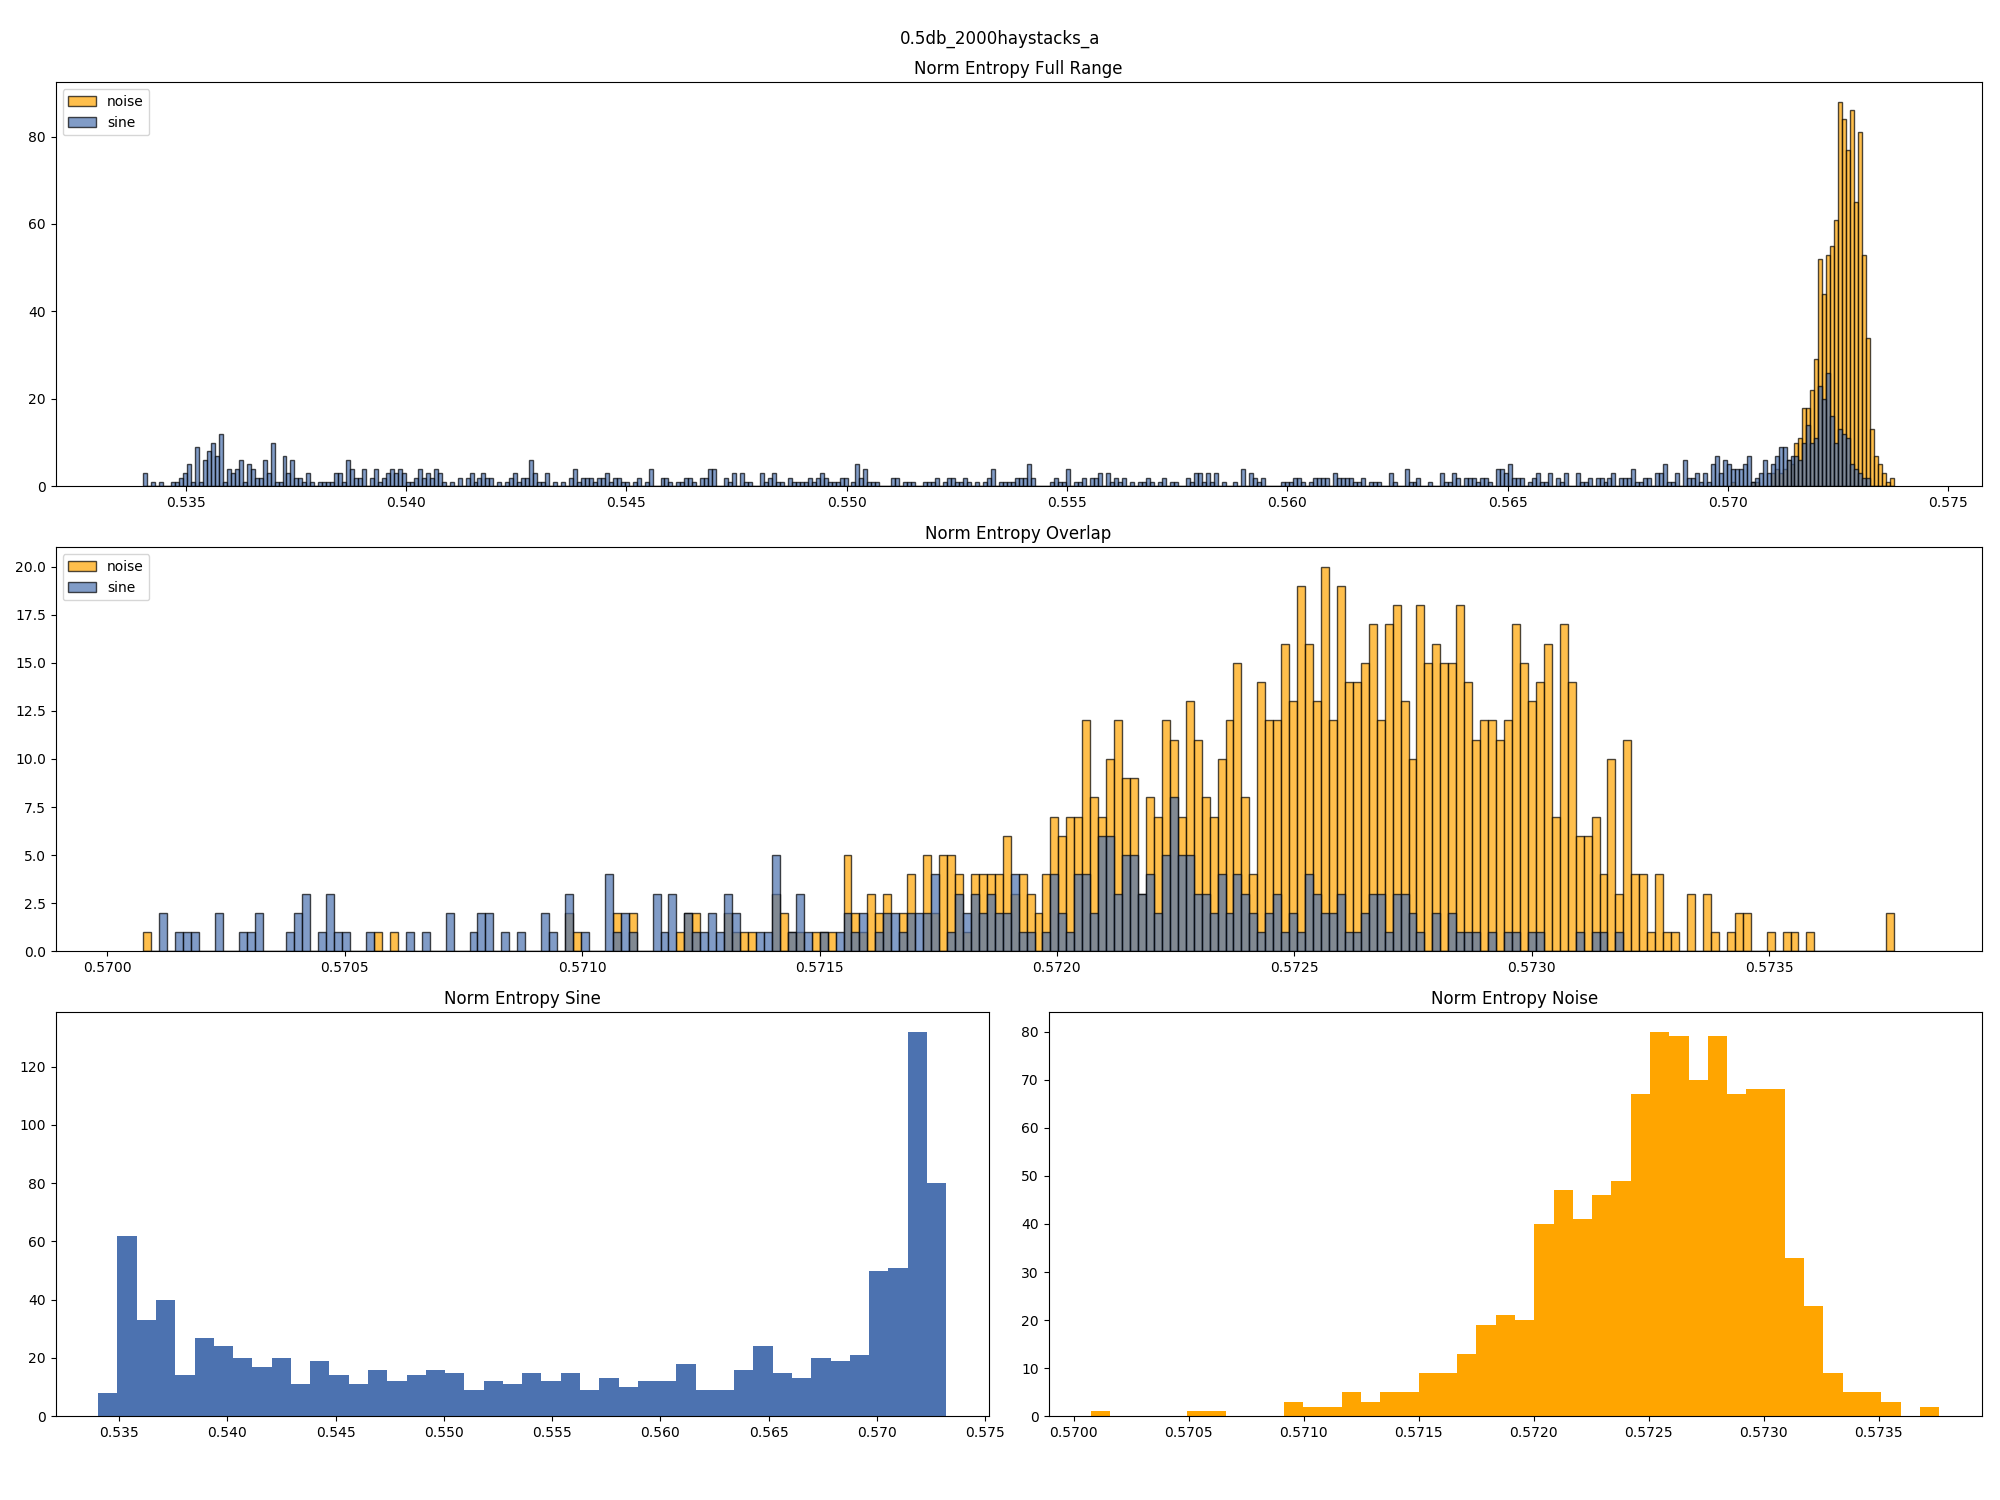 0.5db_2000haystacks_a
Norm Entropy Full Range
noise
sine
80
60
40
20
0
0.535 0.540 0.545 0.550 0.555 0.560 0.565 0.570 0.575
Norm Entropy Overlap
noise
sine
20.0
17.5
15.0
12.5
10.0
7.5
5.0
2.5
0.0
0.5700 0.5705 0.5710 0.5715 0.5720 0.5725 0.5730 0.5735
Norm Entropy Sine
120
100
80
60
40
20
0
0.535 0.540 0.545 0.550 0.555 0.560 0.565 0.570 0.575
Norm Entropy Noise
80
70
60
50
40
30
20
10
0
0.5700 0.5705 0.5710 0.5715 0.5720 0.5725 0.5730 0.5735